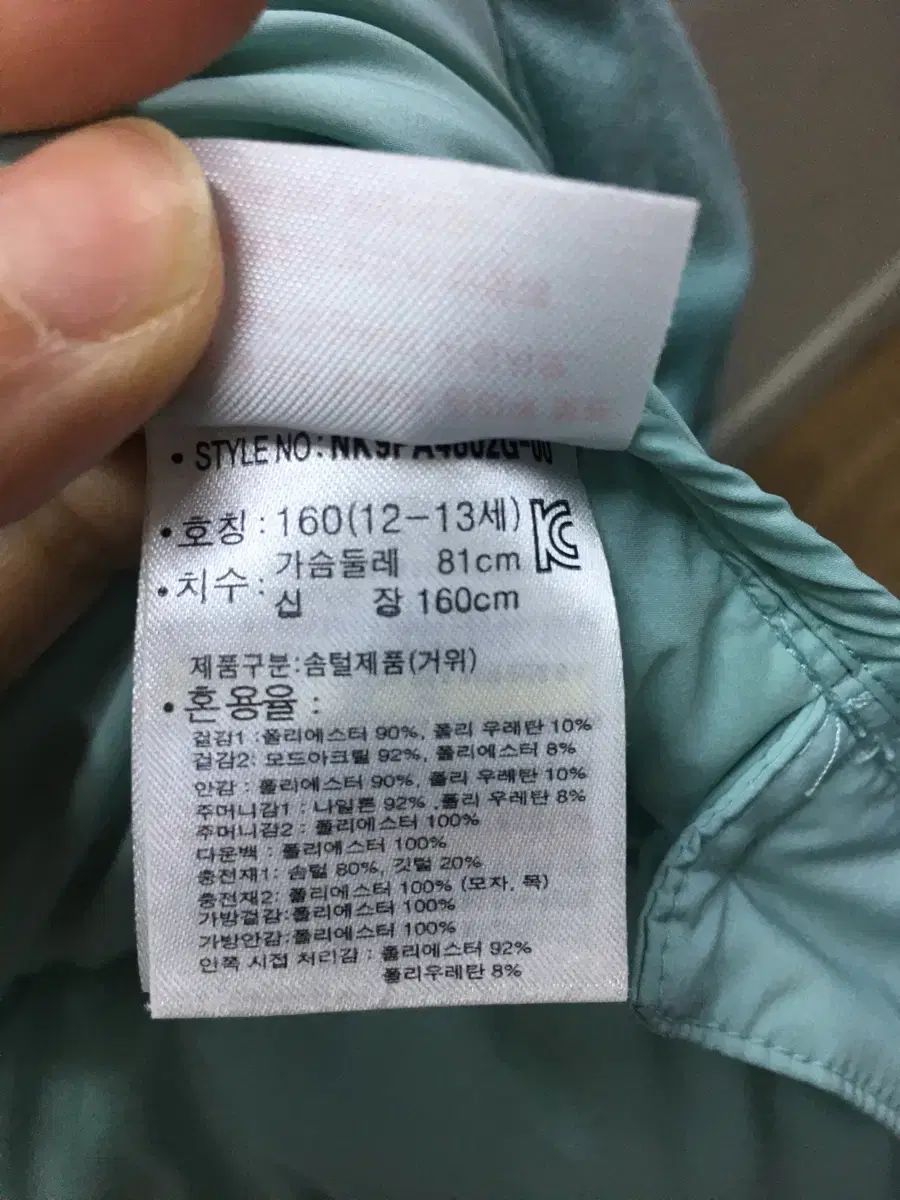 • STYLE NO :
• 호칭 : 160(12-13세)
• 치수 : 가슴둘레 81cm
신 장 160cm
제품구분:솜털제품(거위)
• 혼용율 :
겉감1 : 폴리에스터 90%, 폴리 우레탄 10%
겉감2: 모드아크릴 92%, 폴리에스터 8%
안감 : 폴리에스터 90%, 폴리 우레탄 10%
주머니감1 : 나일론 92% ,폴리 우레탄 8%
주머니감2 : 폴리에스터 100%
다운백 : 폴리에스터 100%
충전재1: 솜털 80%, 깃털 20%
충전재2: 폴리에스터 100% (모자, 목)
가방겉감:폴리에스터 100%
가방안감:폴리에스터 100%
안쪽 시접 처리감 : 폴리에스터 92%
폴리우레탄 8%